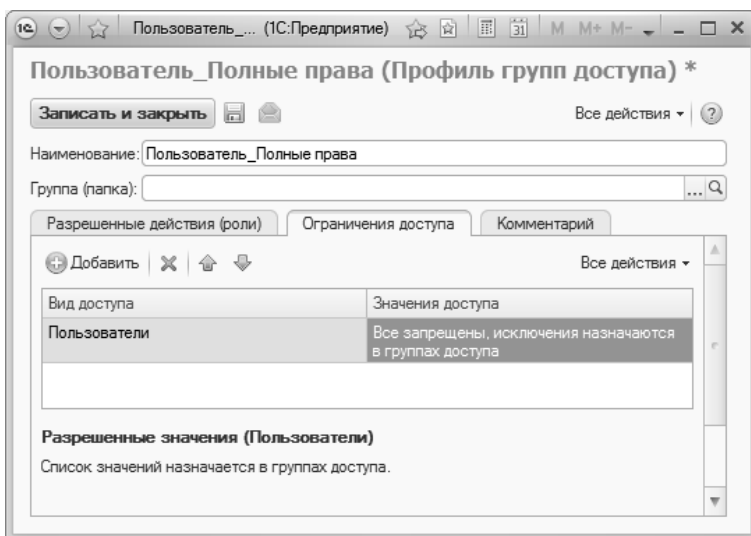 1С Пользователь_... (1С:Предприятие) 31 M M+ M-
Пользователь_Полные права (Профиль групп доступа) *
Записать и закрыть Все действия ?
Наименование: Пользователь_Полные права
Группа (папка): ...
Разрешенные действия (роли) Ограничения доступа Комментарий
Добавить Все действия
Вид доступа Значения доступа
Пользователи Все запрещены, исключения назначаются
в группах доступа
Разрешенные значения (Пользователи)
Список значений назначается в группах доступа.